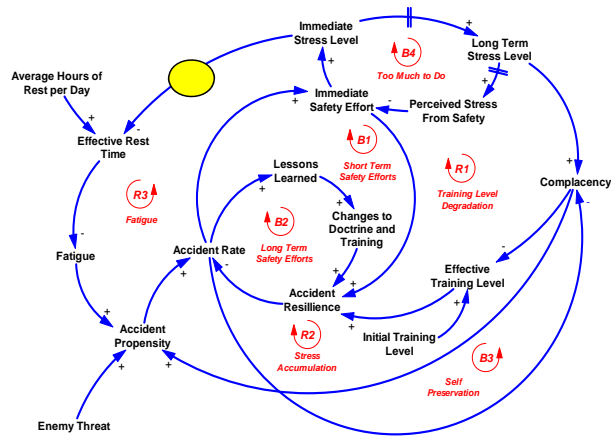 Immediate
Stress Level
+
B4
Too Much to Do
+
Long Term
Stress Level
Average Hours of
Rest per Day
+
-
Effective Rest
Time
+
Immediate
Safety Effort
+
-
Perceived Stress
From Safety
+
B1
Short Term
Safety Efforts
R1
Training Level
Degradation
+
Complacency
-
Lessons
Learned
+
R3
Fatigue
B2
Long Term
Safety Efforts
+
Changes to
Doctrine and
Training
-
Fatigue
Accident Rate
+
-
+
+
Accident
Resillience
+
-
Effective
Training Level
+
Initial Training
Level
+
Accident
Propensity
+
+
R2
Stress
Accumulation
B3
Self
Preservation
Enemy Threat